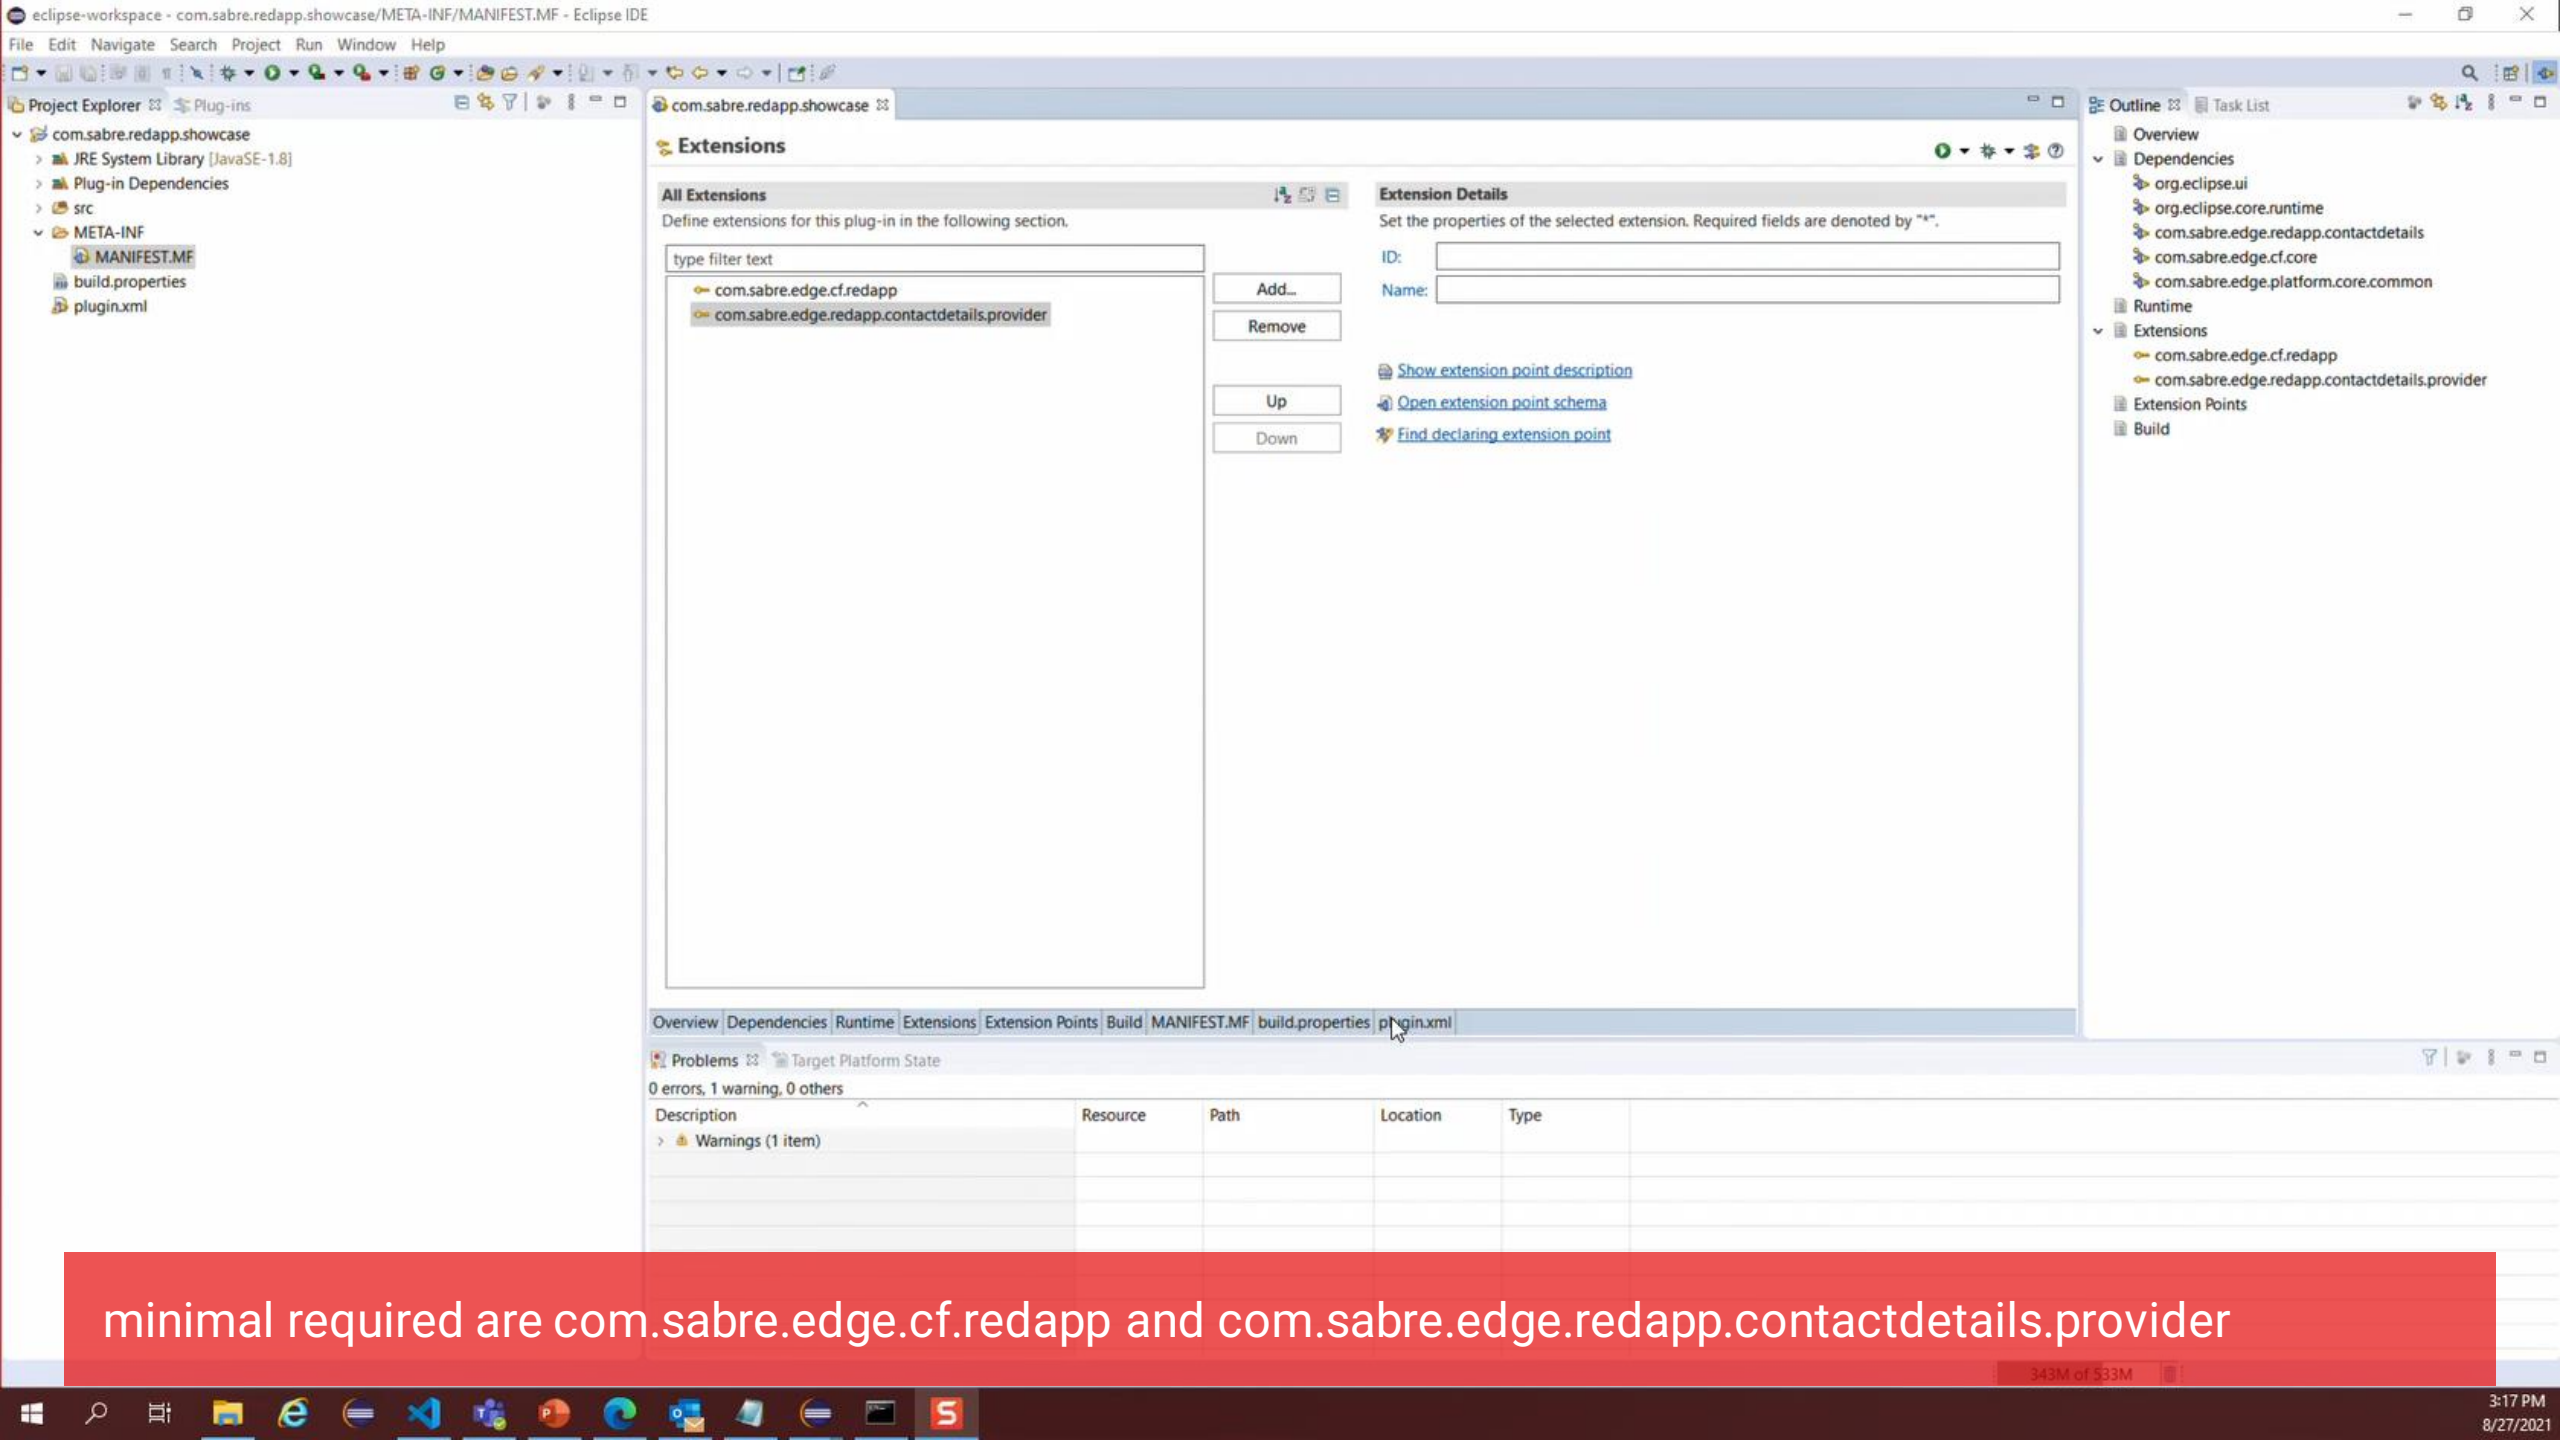 eclipse-workspace - com.sabre.redapp.showcase/META-INF/MANIFEST.MF - Eclipse IDE
File Edit Navigate Search Project Run Window Help
Project Explorer Plug-ins
com.sabre.redapp.showcase
JRE System Library [JavaSE-1.8]
Plug-in Dependencies
src
META-INF
MANIFEST.MF
build.properties
plugin.xml
com.sabre.redapp.showcase
Extensions
All Extensions
Define extensions for this plug-in in the following section.
type filter text
com.sabre.edge.cf.redapp
com.sabre.edge.redapp.contactdetails.provider
Add...
Remove
Up
Down
Extension Details
Set the properties of the selected extension. Required fields are denoted by "*".
ID:
Name:
Show extension point description
Open extension point schema
Find declaring extension point
Overview Dependencies Runtime Extensions Extension Points Build MANIFEST.MF build.properties plugin.xml
Outline Task List
Overview
Dependencies
org.eclipse.ui
org.eclipse.core.runtime
com.sabre.edge.redapp.contactdetails
com.sabre.edge.cf.core
com.sabre.edge.platform.core.common
Runtime
Extensions
com.sabre.edge.cf.redapp
com.sabre.edge.redapp.contactdetails.provider
Extension Points
Build
Problems Target Platform State
0 errors, 1 warning, 0 others
Description Resource Path Location Type
Warnings (1 item)
minimal required are com.sabre.edge.cf.redapp and com.sabre.edge.redapp.contactdetails.provider
343M of 533M
3:17 PM
8/27/2021